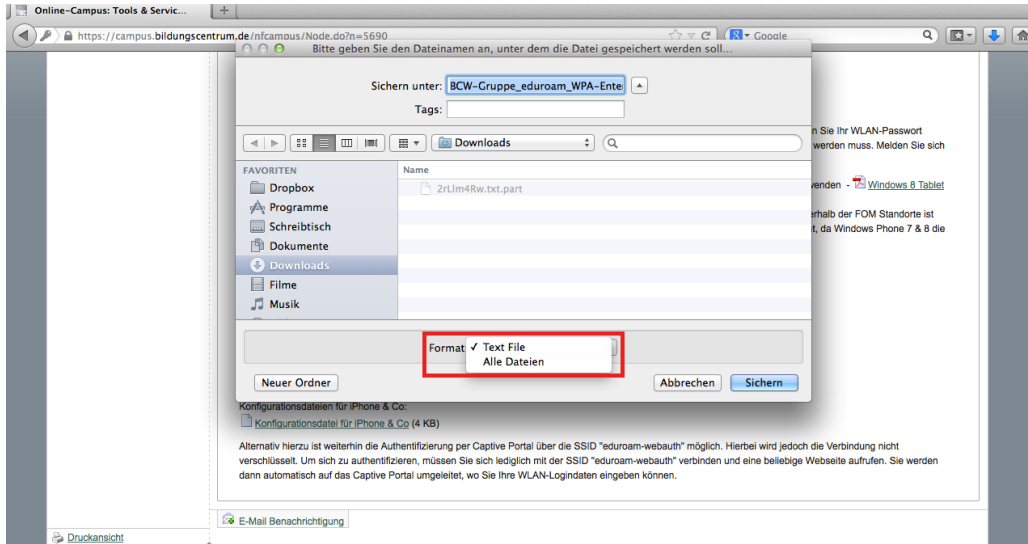 Online-Campus: Tools & Servic...
https://campus.bildungscentrum.de/nfcampus/Node.do?n=5690
Google
Bitte geben Sie den Dateinamen an, unter dem die Datei gespeichert werden soll...
Sichern unter: BCW-Gruppe_eduroam_WPA-Enter
Tags:
n Sie Ihr WLAN-Passwort
werden muss. Melden Sie sich
Downloads
FAVORITEN
Name
Dropbox
2rLlm4Rw.txt.part
enden - Windows 8 Tablet
Programme
rhalb der FOM Standorte ist
Schreibtisch
t, da Windows Phone 7 & 8 die
Dokumente
Downloads
Filme
Musik
Format ✓ Text File
Alle Dateien
Neuer Ordner
Abbrechen
Sichern
Konfigurationsdateien für iPhone & Co:
Konfigurationsdatei für iPhone & Co (4 KB)
Alternativ hierzu ist weiterhin die Authentifizierung per Captive Portal über die SSID "eduroam-webauth" möglich. Hierbei wird jedoch die Verbindung nicht
verschlüsselt. Um sich zu authentifizieren, müssen Sie sich lediglich mit der SSID "eduroam-webauth" verbinden und eine beliebige Webseite aufrufen. Sie werden
dann automatisch auf das Captive Portal umgeleitet, wo Sie Ihre WLAN-Logindaten eingeben können.
E-Mail Benachrichtigung
Druckansicht